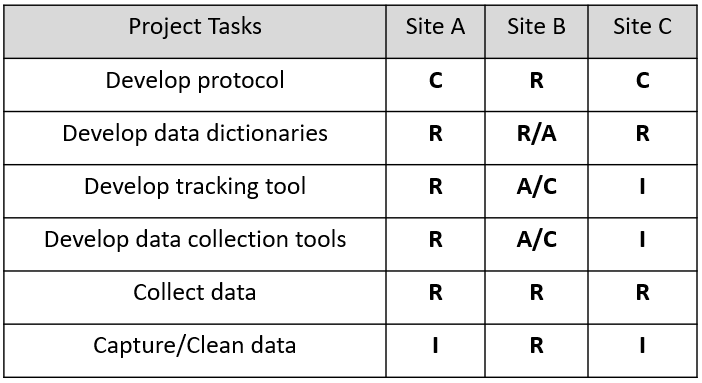 Project Tasks Site A Site B Site C
Develop protocol C R C
Develop data dictionaries R R/A R
Develop tracking tool R A/C I
Develop data collection tools R A/C I
Collect data R R R
Capture/Clean data I R I